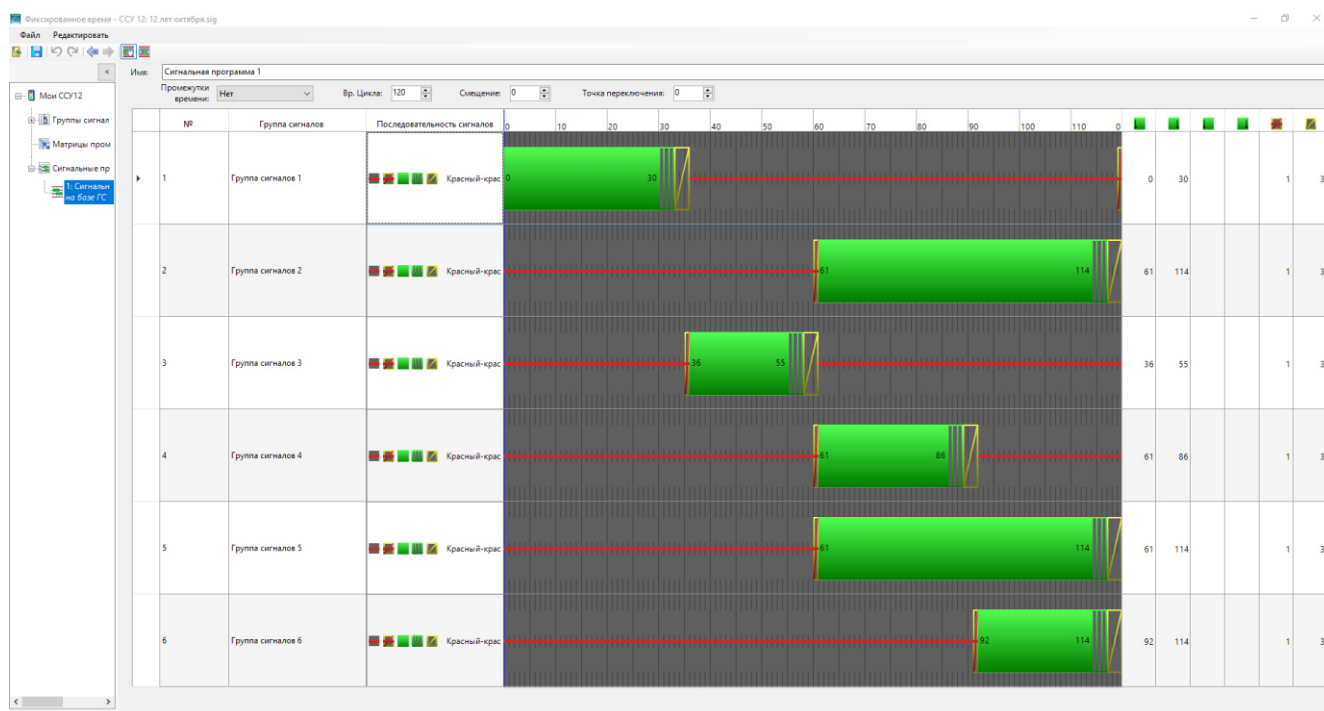 Фиксированное время - ССУ 12: 12 лет октября.sig
Файл Редактировать
Имя: Сигнальная программа 1
Промежутки времени: Нет Вр. Цикла: 120 Смещение: 0 Точка переключения: 0
Мои ССУ12
Группы сигнал
Матрицы пром
Сигнальные пр
1: Сигнальн
на базе ГС
№ Группа сигналов Последовательность сигналов 0 10 20 30 40 50 60 70 80 90 100 110 0
1 Группа сигналов 1 Красный-крас 0 30 0 30 1 3
2 Группа сигналов 2 Красный-крас 61 114 61 114 1 3
3 Группа сигналов 3 Красный-крас 36 55 36 55 1 3
4 Группа сигналов 4 Красный-крас 61 86 61 86 1 3
5 Группа сигналов 5 Красный-крас 61 114 61 114 1 3
6 Группа сигналов 6 Красный-крас 92 114 92 114 1 3